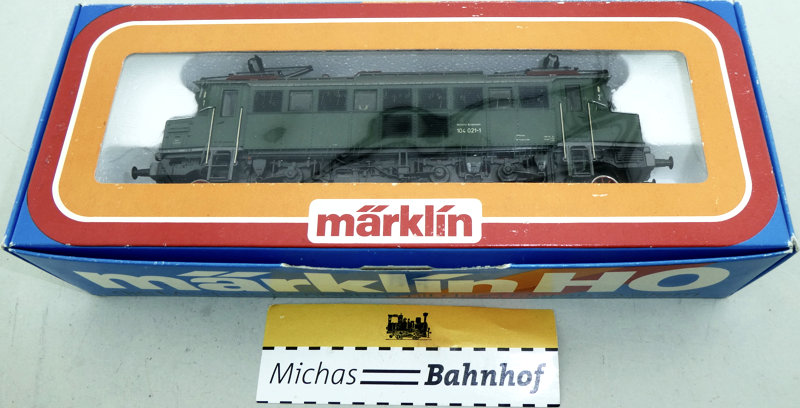 104 021-1
märklin
märklin HO
Michas Bahnhof